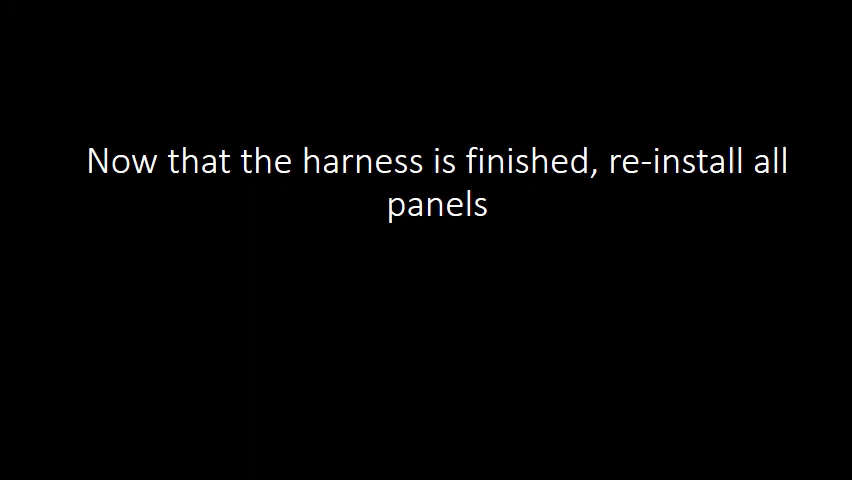 Now that the harness is finished, re-install all
panels